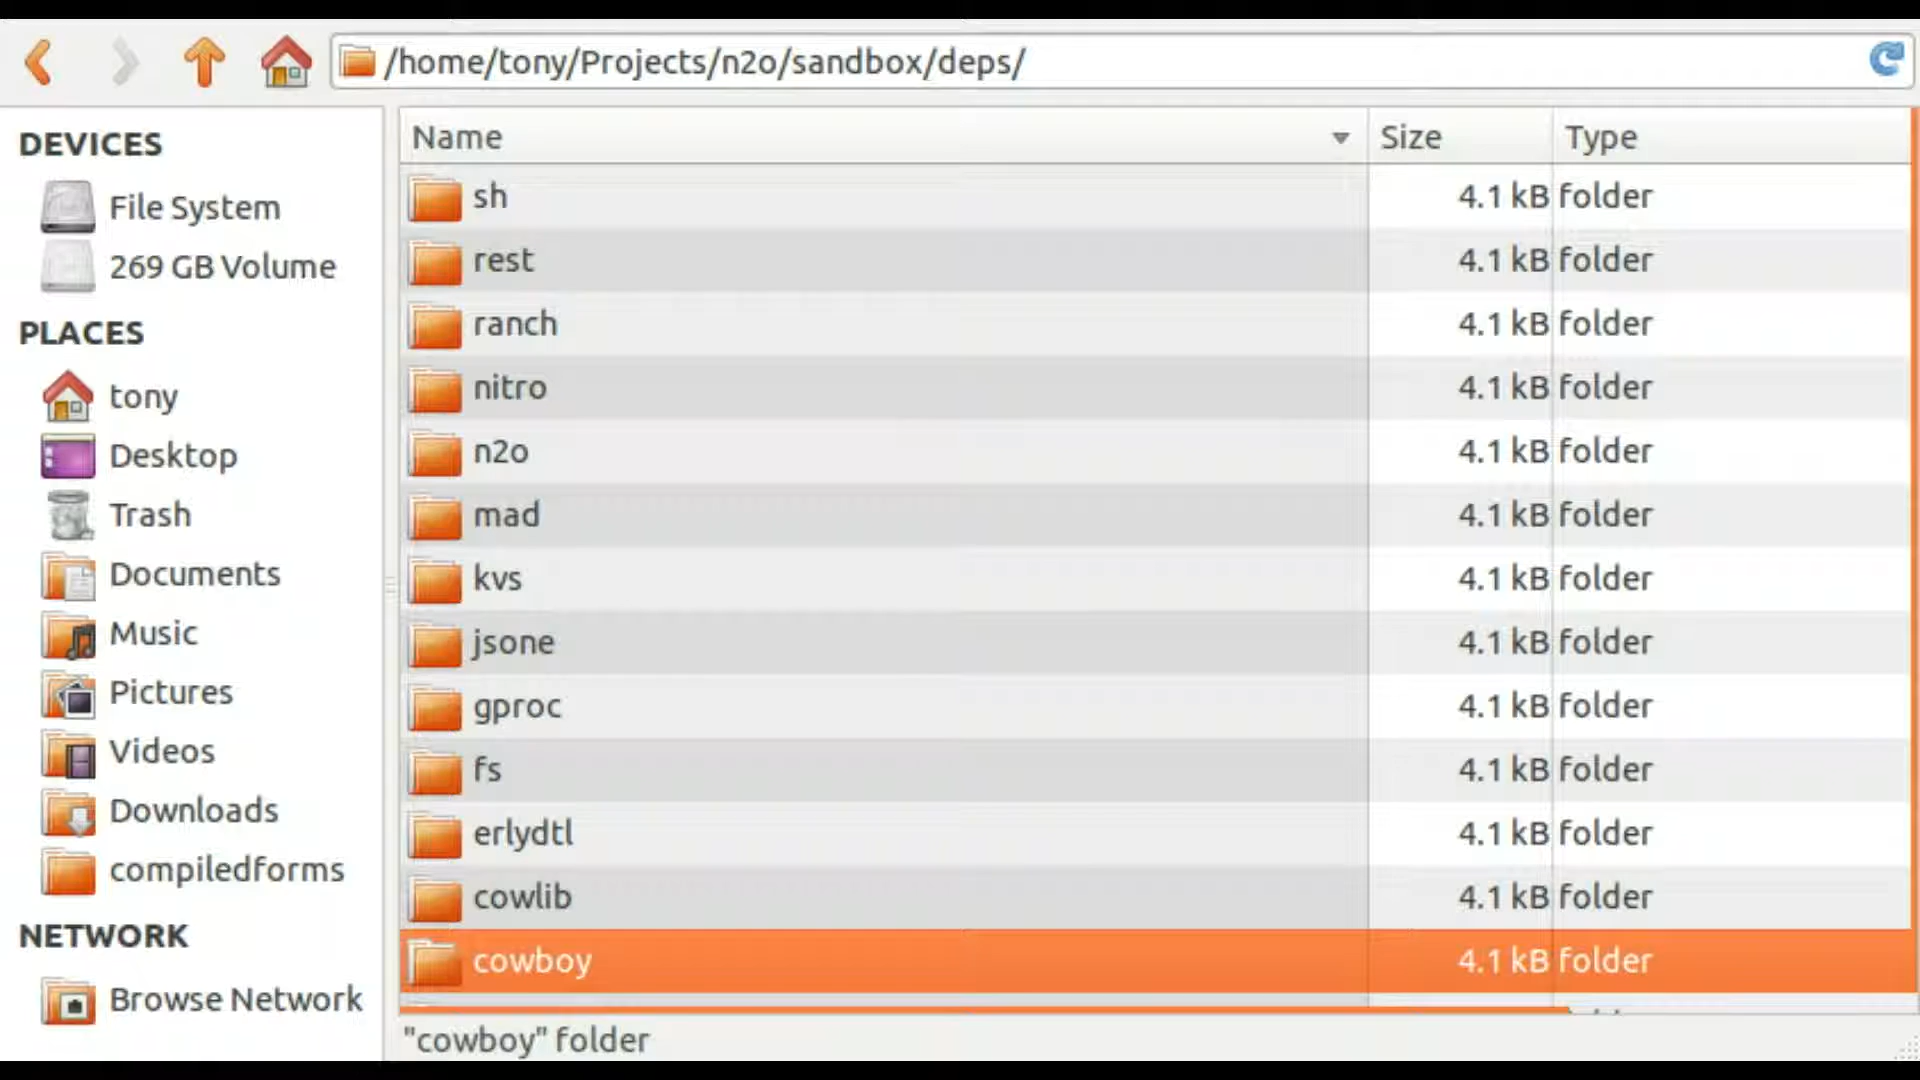 /home/tony/Projects/n2o/sandbox/deps/
DEVICES
File System
269 GB Volume
PLACES
tony
Desktop
Trash
Documents
Music
Pictures
Videos
Downloads
compiledforms
NETWORK
Browse Network
Name Size Type
sh 4.1 kB folder
rest 4.1 kB folder
ranch 4.1 kB folder
nitro 4.1 kB folder
n2o 4.1 kB folder
mad 4.1 kB folder
kvs 4.1 kB folder
jsone 4.1 kB folder
gproc 4.1 kB folder
fs 4.1 kB folder
erlydtl 4.1 kB folder
cowlib 4.1 kB folder
cowboy 4.1 kB folder
"cowboy" folder